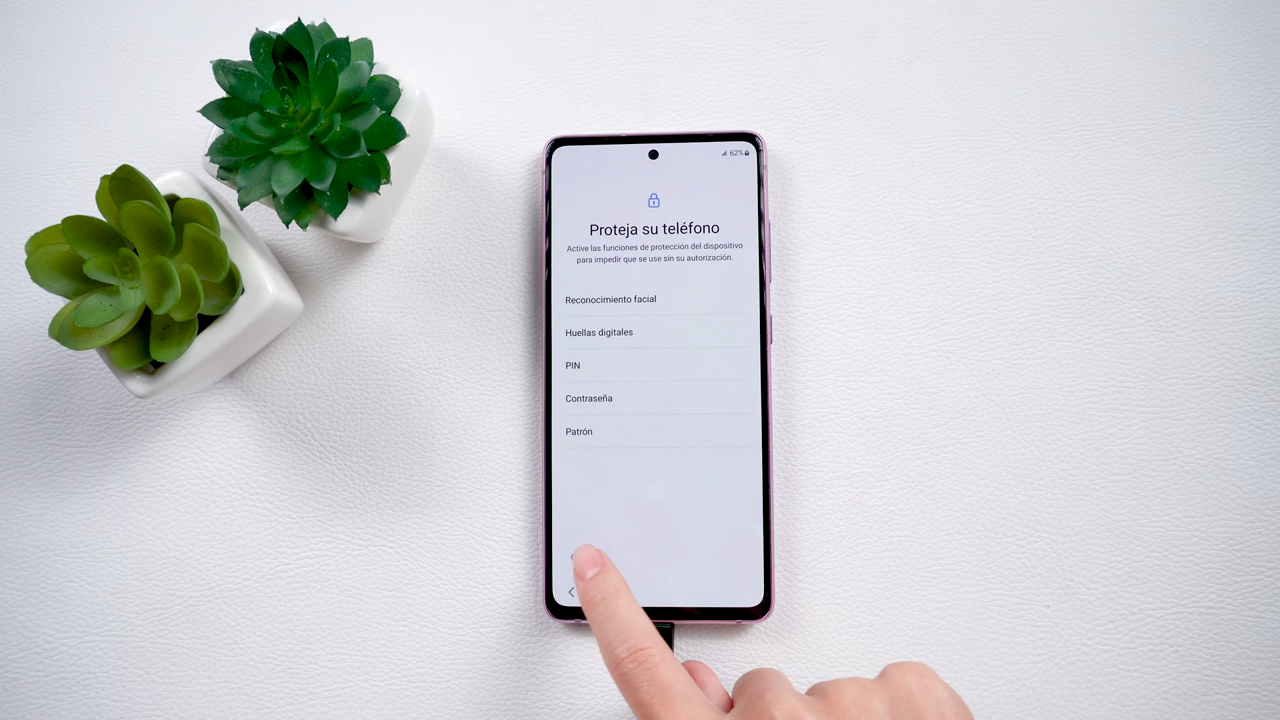 62%
Proteja su teléfono
Active las funciones de protección del dispositivo
para impedir que se use sin su autorización.
Reconocimiento facial
Huellas digitales
PIN
Contraseña
Patrón